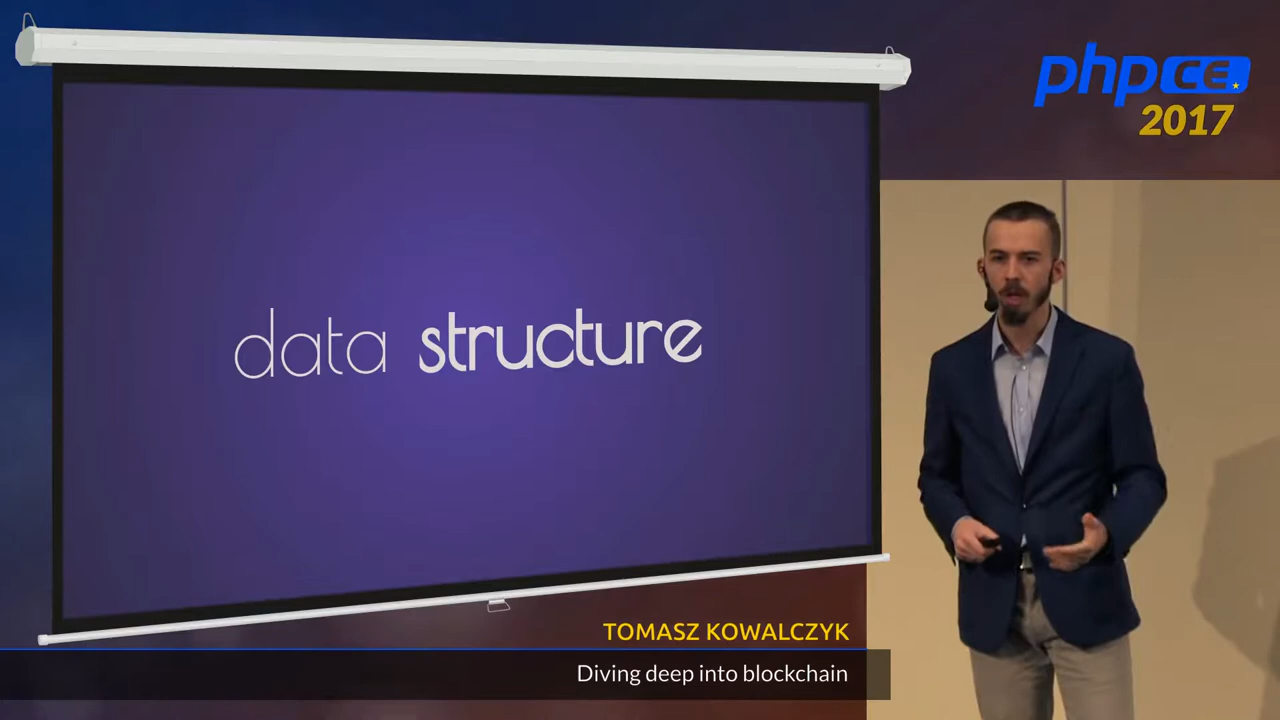 phpCE
2017
data structure
TOMASZ KOWALCZYK
Diving deep into blockchain